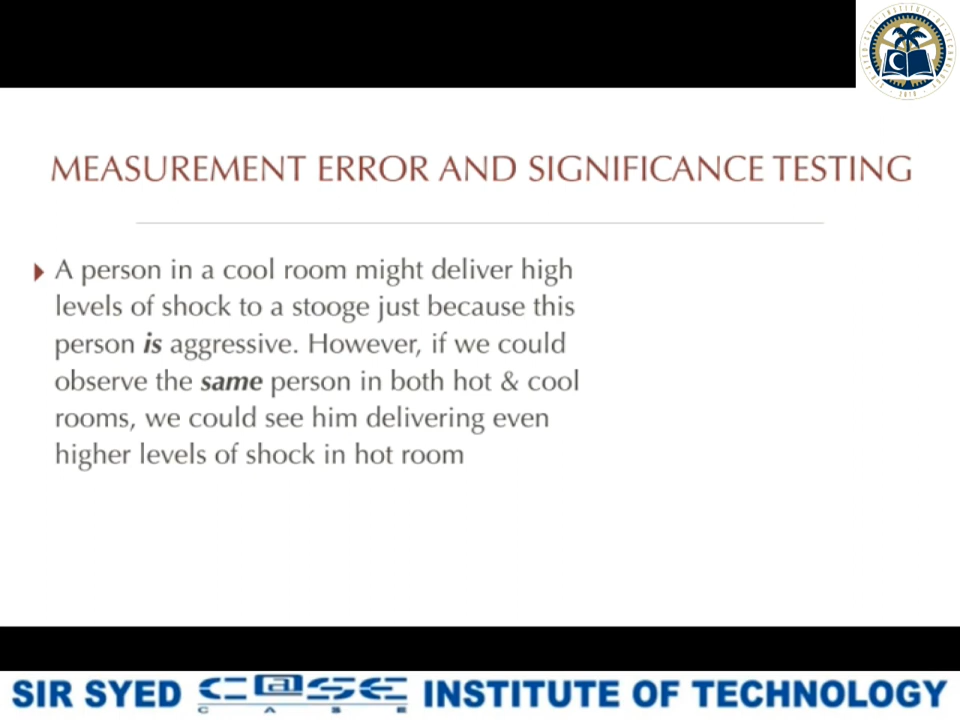 MEASUREMENT ERROR AND SIGNIFICANCE TESTING
A person in a cool room might deliver high
levels of shock to a stooge just because this
person is aggressive. However, if we could
observe the same person in both hot & cool
rooms, we could see him delivering even
higher levels of shock in hot room
SIR SYED C@SE INSTITUTE OF TECHNOLOGY
C A S E